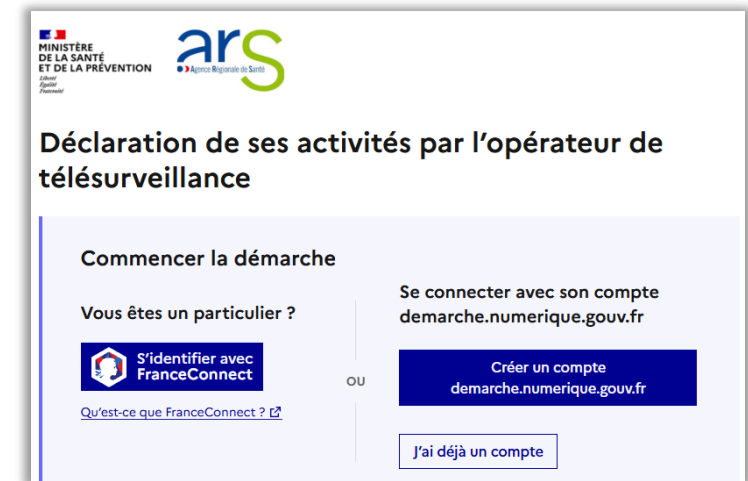 MINISTÈRE
DE LA SANTÉ
ET DE LA PRÉVENTION
Liberté
Égalité
Fraternité
ars
Agence Régionale de Santé
Déclaration de ses activités par l’opérateur de
télésurveillance
Commencer la démarche
Vous êtes un particulier ?
S’identifier avec
FranceConnect
Qu’est-ce que FranceConnect ?
OU
Se connecter avec son compte
demarche.numerique.gouv.fr
Créer un compte
demarche.numerique.gouv.fr
J’ai déjà un compte